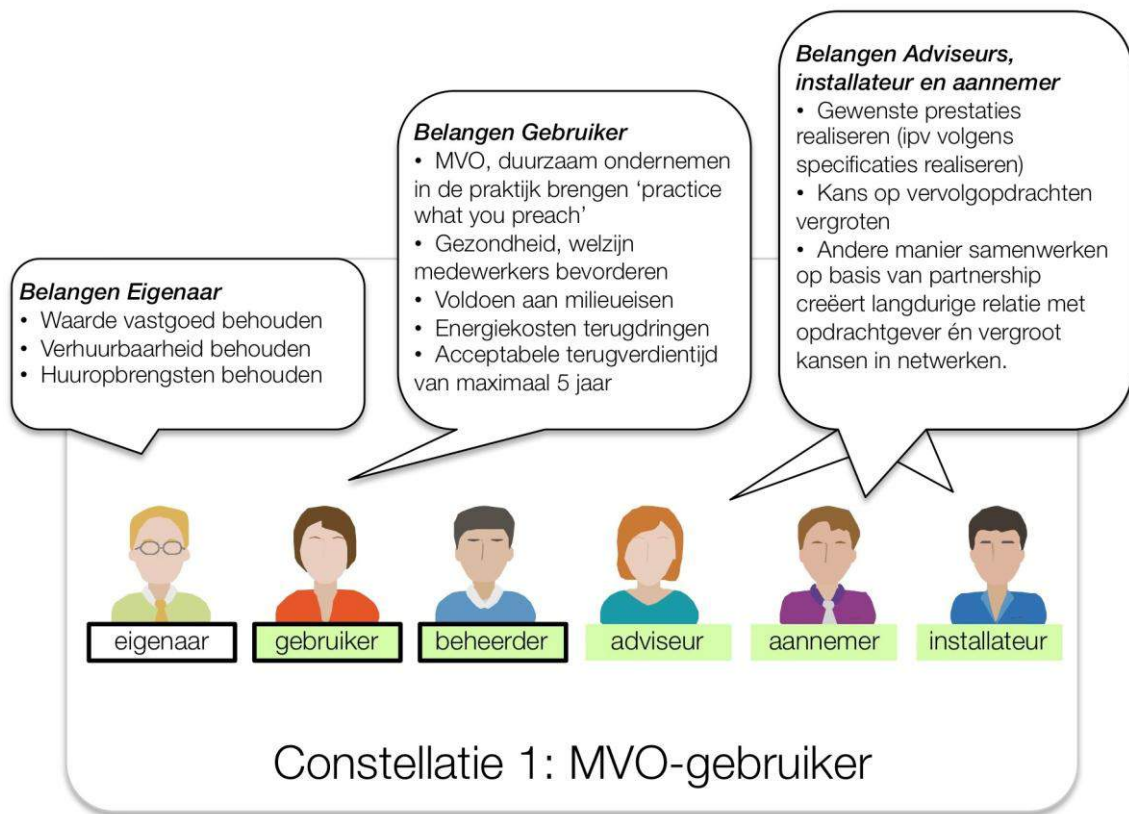 Belangen Eigenaar
• Waarde vastgoed behouden
• Verhuurbaarheid behouden
• Huuropbrengsten behouden
Belangen Gebruiker
• MVO, duurzaam ondernemen
in de praktijk brengen ‘practice
what you preach’
• Gezondheid, welzijn
medewerkers bevorderen
• Voldoen aan milieueisen
• Energiekosten terugdringen
• Acceptabele terugverdientijd
van maximaal 5 jaar
Belangen Adviseurs,
installateur en aannemer
• Gewenste prestaties
realiseren (ipv volgens
specificaties realiseren)
• Kans op vervolgopdrachten
vergroten
• Andere manier samenwerken
op basis van partnership
creëert langdurige relatie met
opdrachtgever én vergroot
kansen in netwerken.
eigenaar
gebruiker
beheerder
adviseur
aannemer
installateur
Constellatie 1: MVO-gebruiker